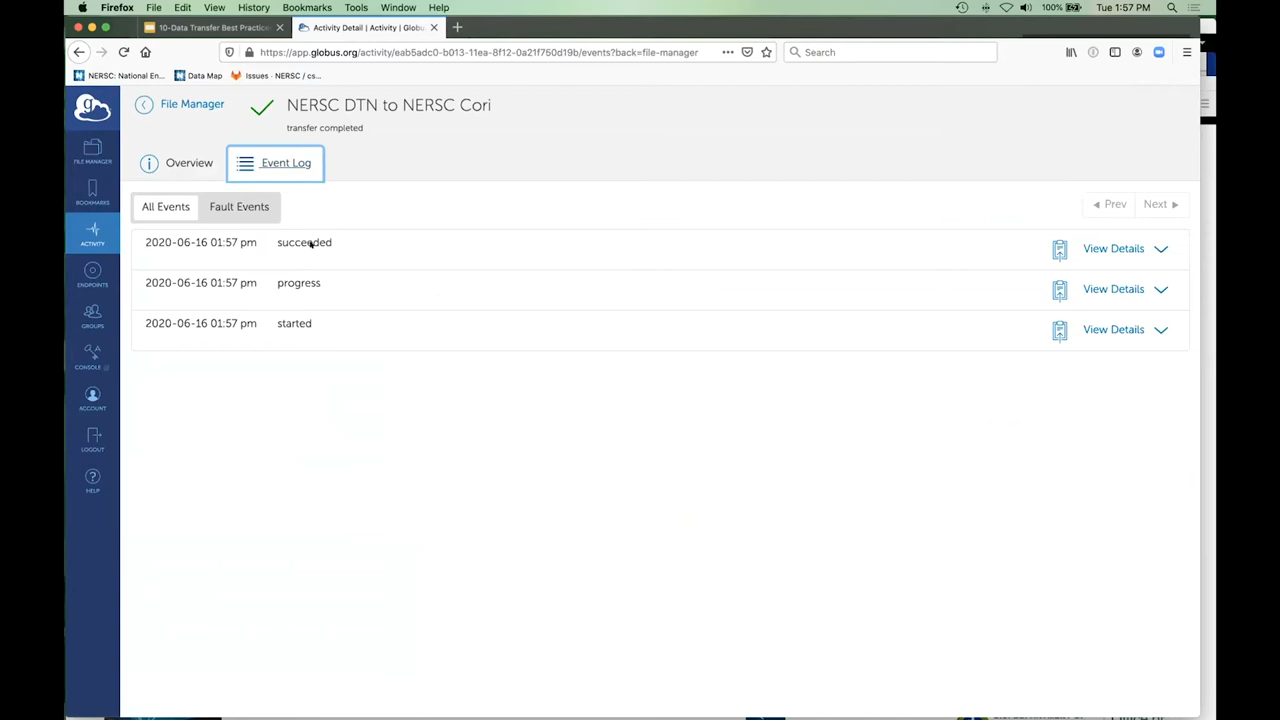 Firefox File Edit View History Bookmarks Tools Window Help 100% Tue 1:57 PM
10-Data Transfer Best Practice Activity Detail | Activity | Globu
https://app.globus.org/activity/eab5adc0-b013-11ea-8f12-0a21f750d19b/events?back=file-manager Search
NERSC: National En... Data Map Issues · NERSC / cs...
File Manager NERSC DTN to NERSC Cori
transfer completed
Overview Event Log
All Events Fault Events Prev Next
2020-06-16 01:57 pm succeeded View Details
2020-06-16 01:57 pm progress View Details
2020-06-16 01:57 pm started View Details
FILE MANAGER
BOOKMARKS
ACTIVITY
ENDPOINTS
GROUPS
CONSOLE
ACCOUNT
LOGOUT
HELP